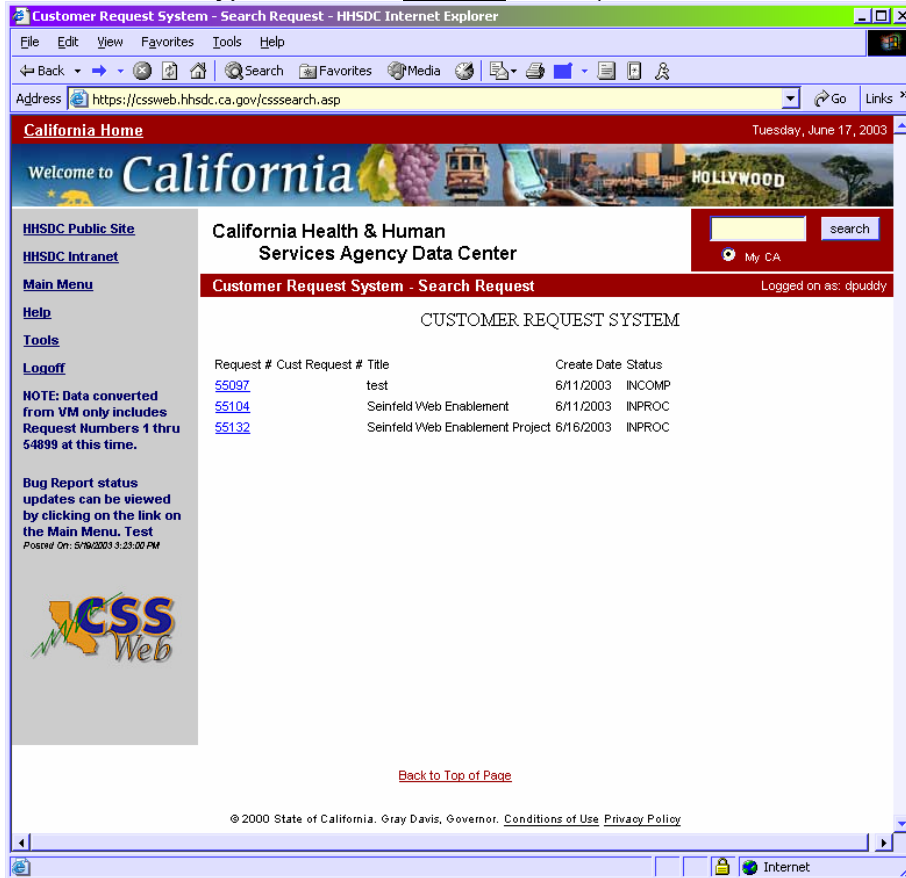 Customer Request System - Search Request - HHSDC Internet Explorer
File Edit View Favorites Tools Help
Back Search Favorites Media
Address https://cssweb.hhsdc.ca.gov/csssearch.asp Go Links »
California Home Tuesday, June 17, 2003
Welcome to California HOLLYWOOD
HHSDC Public Site
HHSDC Intranet
Main Menu
Help
Tools
Logoff
NOTE: Data converted
from VM only includes
Request Numbers 1 thru
54899 at this time.
Bug Report status
updates can be viewed
by clicking on the link on
the Main Menu. Test
Posted On: 5/19/2003 3:23:00 PM
CSS
Web
California Health & Human
Services Agency Data Center
search
My CA
Customer Request System - Search Request Logged on as: dpuddy
CUSTOMER REQUEST SYSTEM
Request # Cust Request # Title Create Date Status
55097 test 6/11/2003 INCOMP
55104 Seinfeld Web Enablement 6/11/2003 INPROC
55132 Seinfeld Web Enablement Project 6/16/2003 INPROC
Back to Top of Page
© 2000 State of California. Gray Davis, Governor. Conditions of Use Privacy Policy
Internet